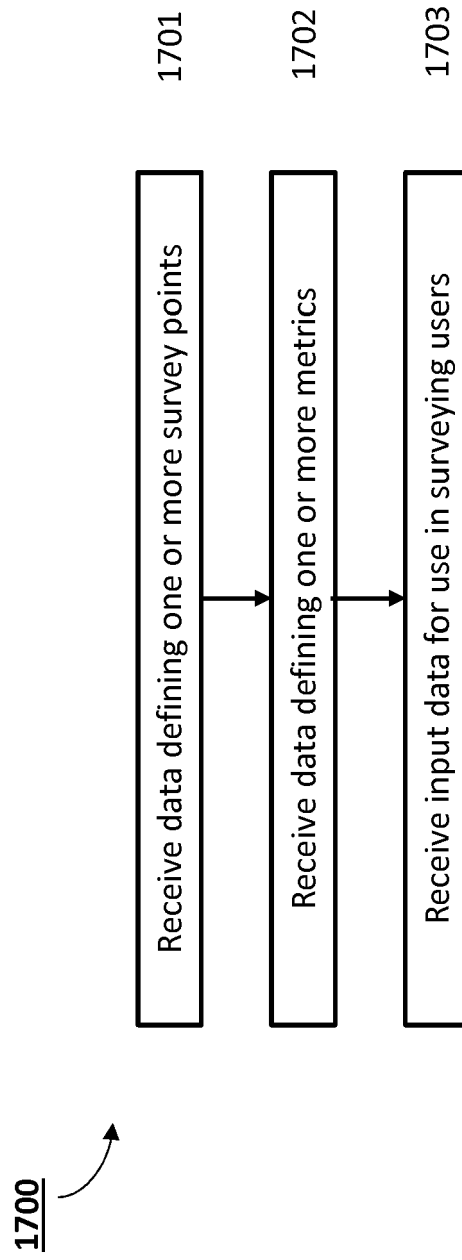 1700
Receive data defining one or more survey points
1701
Receive data defining one or more metrics
1702
Receive input data for use in surveying users
1703